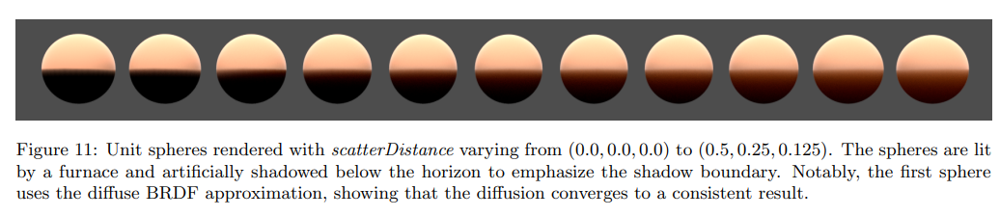 Figure 11: Unit spheres rendered with scatterDistance varying from (0.0, 0.0, 0.0) to (0.5, 0.25, 0.125). The spheres are lit
by a furnace and artificially shadowed below the horizon to emphasize the shadow boundary. Notably, the first sphere
uses the diffuse BRDF approximation, showing that the diffusion converges to a consistent result.